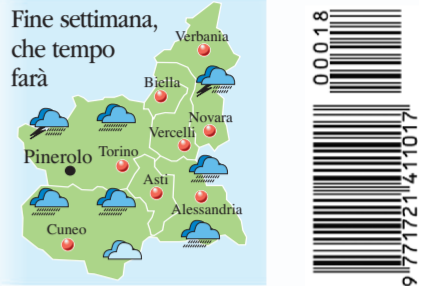 Fine settimana,
che tempo
farà
Verbania
Biella
Novara
Vercelli
Pinerolo
Torino
Asti
Alessandria
Cuneo
00018
9 771721 411017